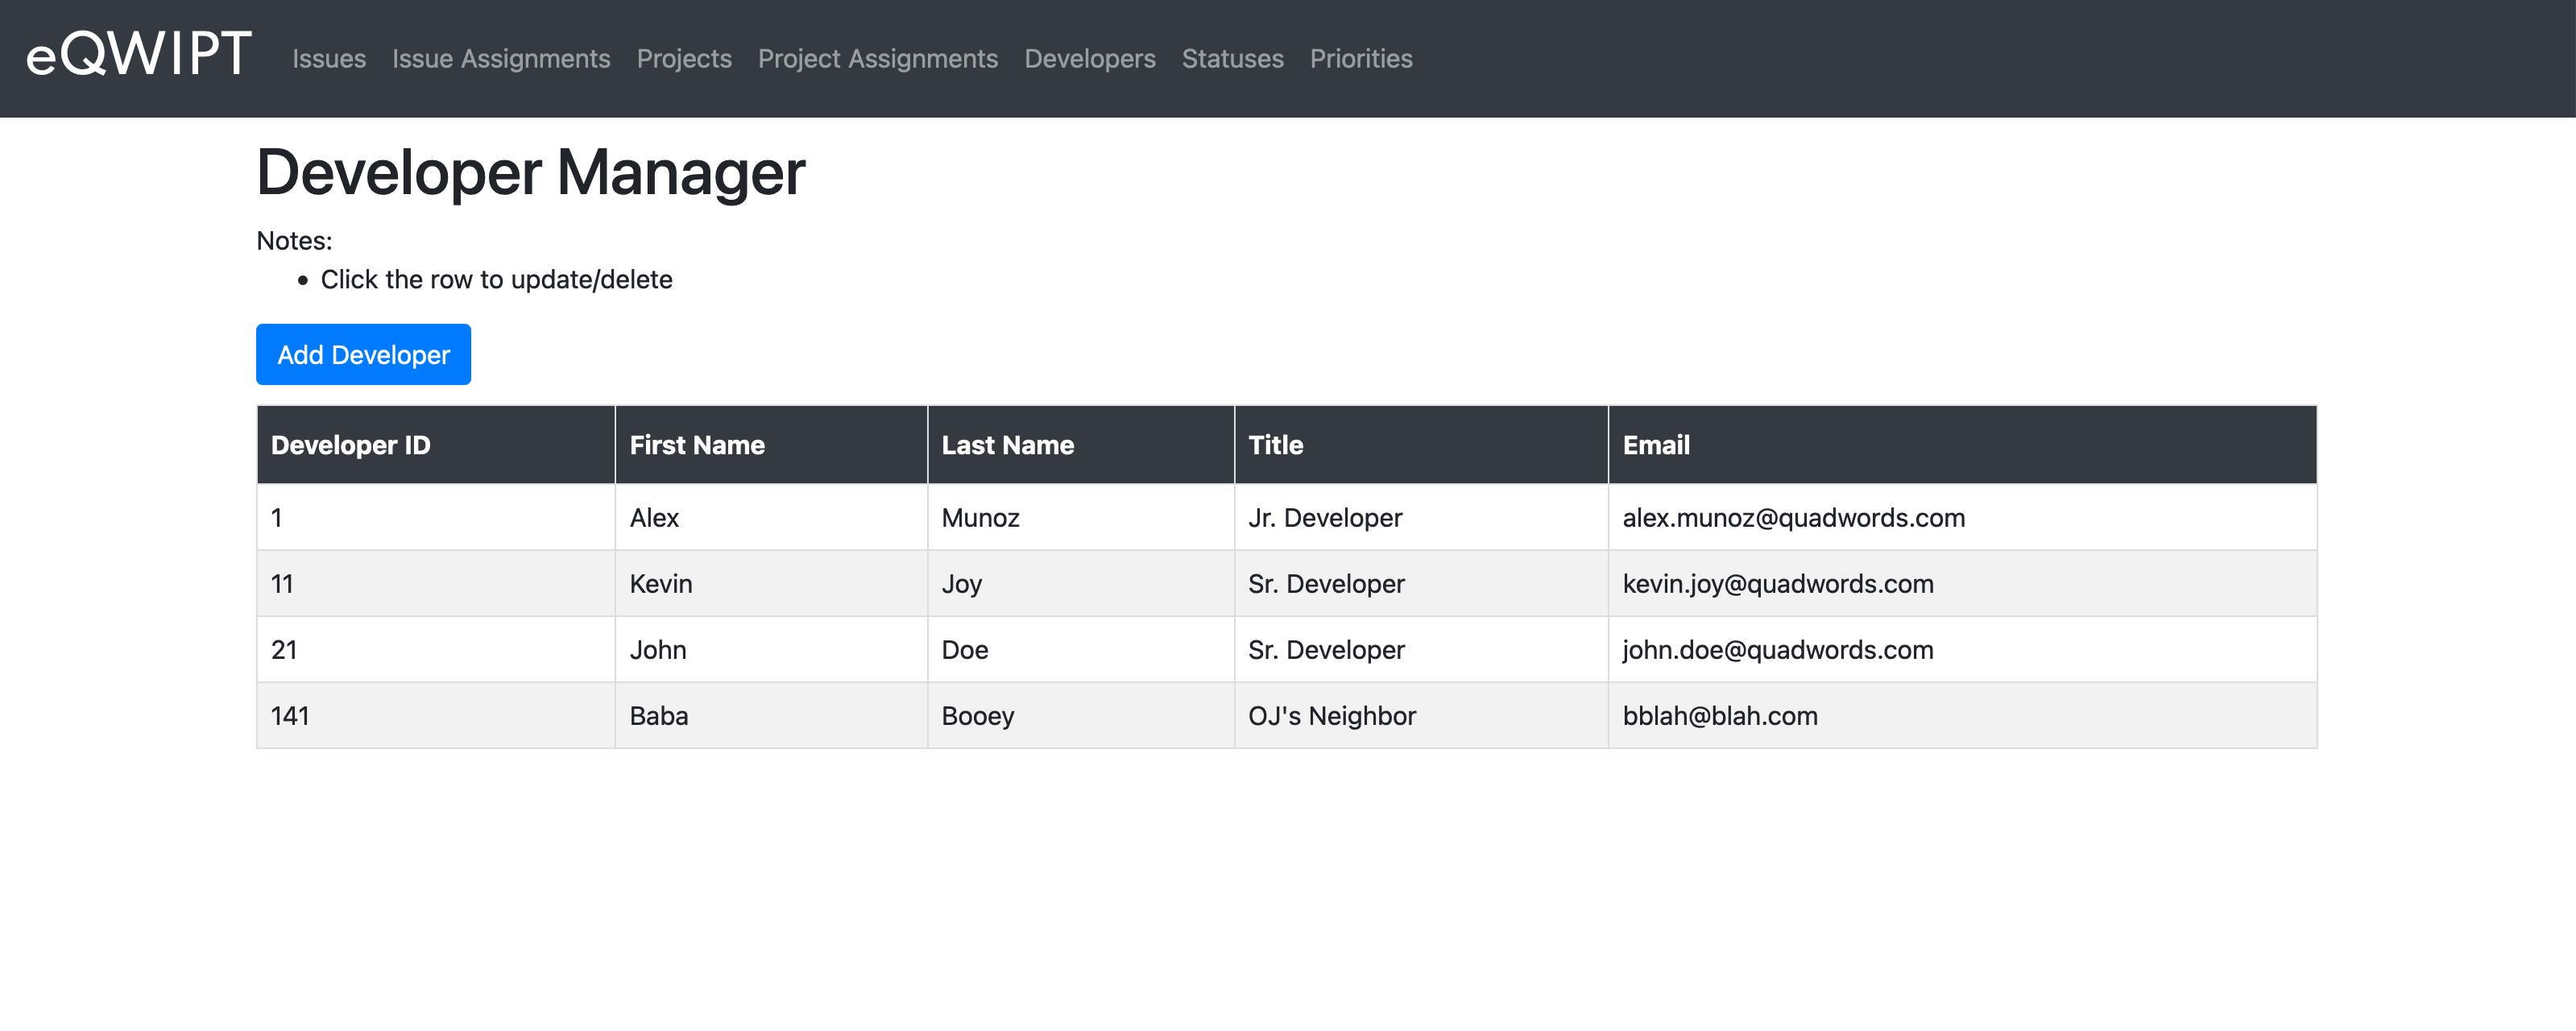 eQWIPT Issues Issue Assignments Projects Project Assignments Developers Statuses Priorities
Developer Manager
Notes:
• Click the row to update/delete
Add Developer
Developer ID First Name Last Name Title Email
1 Alex Munoz Jr. Developer alex.munoz@quadwords.com
11 Kevin Joy Sr. Developer kevin.joy@quadwords.com
21 John Doe Sr. Developer john.doe@quadwords.com
141 Baba Booey OJ's Neighbor bblah@blah.com